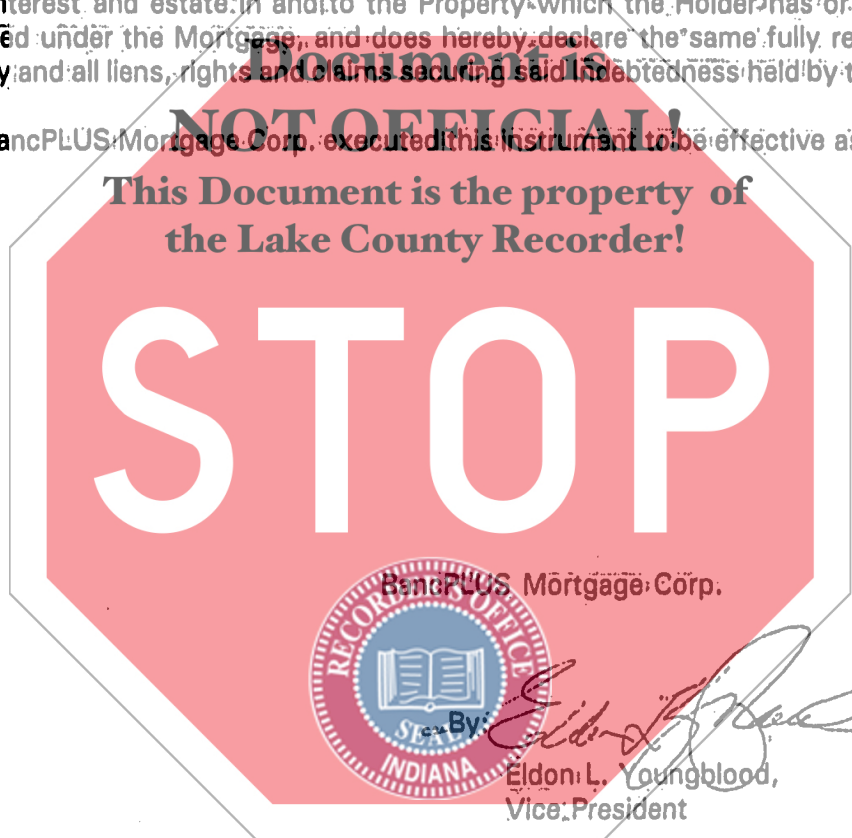 nterest and estate in and to the Property which the Holder has or
ed under the Mortgage, and does hereby declare the same fully re
y and all liens, rights and claims securing said Indebtedness held by t
ancPLUS Mortgage Corp. executed this instrument to be effective as
Document is
NOT OFFICIAL!
This Document is the property of
the Lake County Recorder!
STOP
BancPLUS Mortgage Corp.
RECORDER'S OFFICE
SEAL
INDIANA
By:
Eldon L. Youngblood,
Vice President